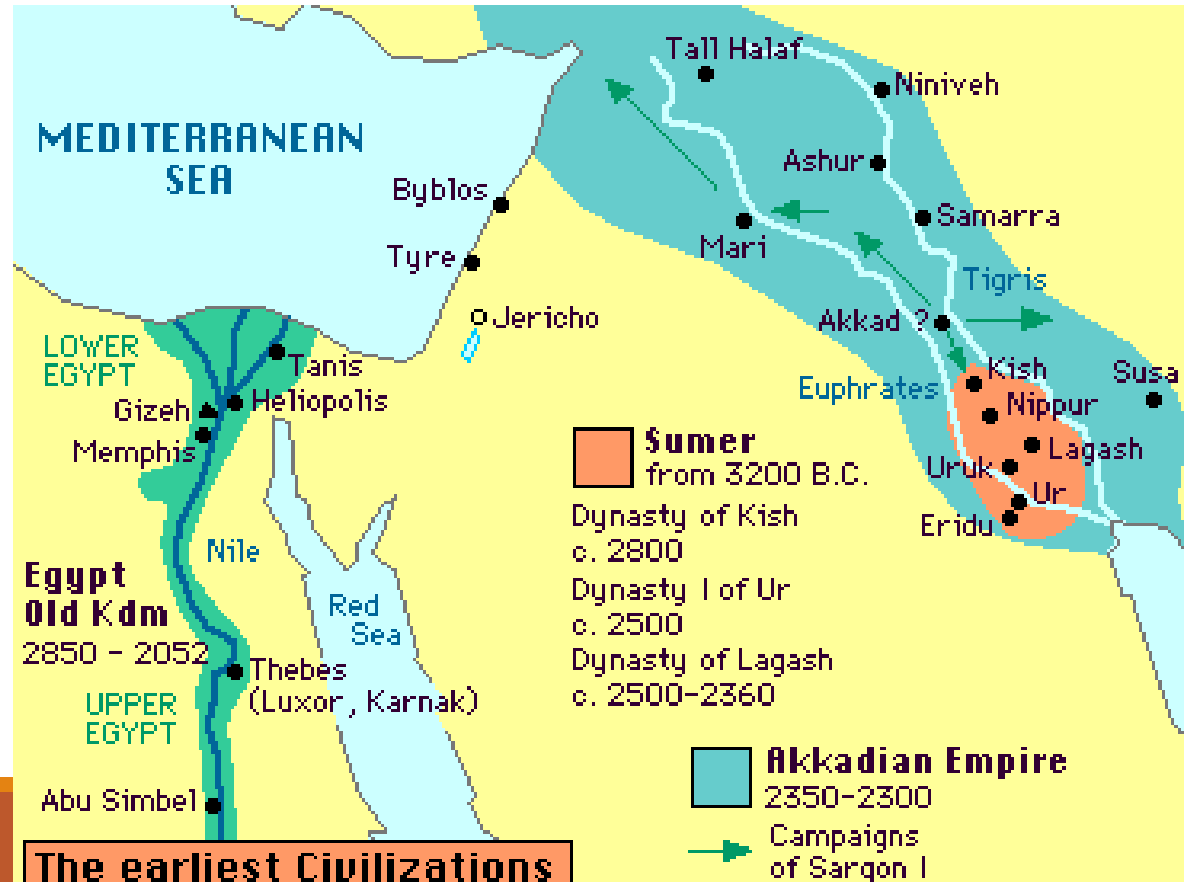 Tall Halaf
Niniveh
MEDITERRANEAN
SEA
Ashur
Byblos
Samarra
Mari
Tyre
Tigris
Jericho
Akkad ?
LOWER
EGYPT
Tanis
Kish
Susa
Euphrates
Gizeh
Heliopolis
Nippur
Memphis
Sumer
from 3200 B.C.
Lagash
Uruk
Ur
Eridu
Dynasty of Kish
c. 2800
Nile
Egypt
Old Kdm
2850 - 2052
Red
Sea
Dynasty I of Ur
c. 2500
Dynasty of Lagash
c. 2500-2360
Thebes
(Luxor, Karnak)
UPPER
EGYPT
Akkadian Empire
2350-2300
Abu Simbel
Campaigns
of Sargon I
The earliest Civilizations